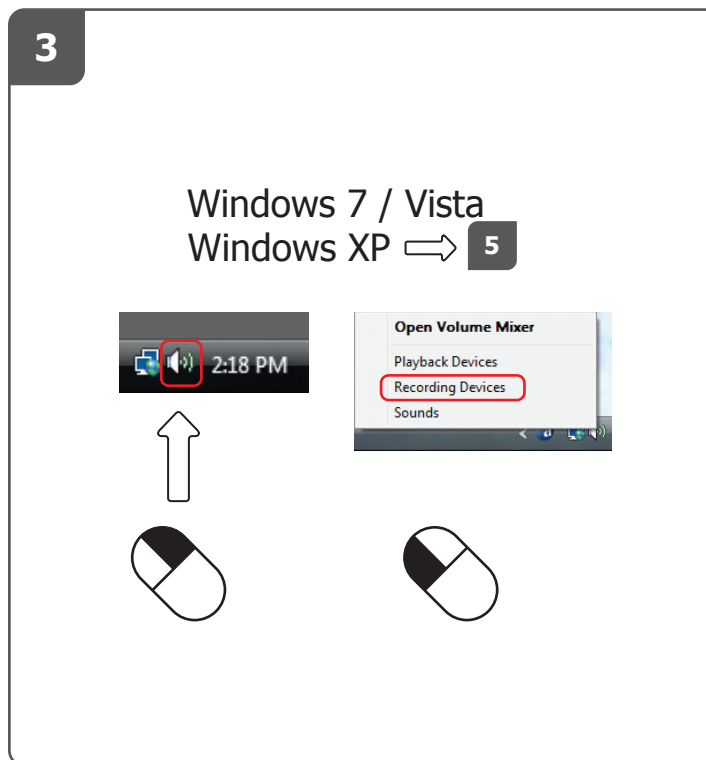 3
Windows 7 / Vista
Windows XP ⇨ 5
2:18 PM
Open Volume Mixer
Playback Devices
Recording Devices
Sounds